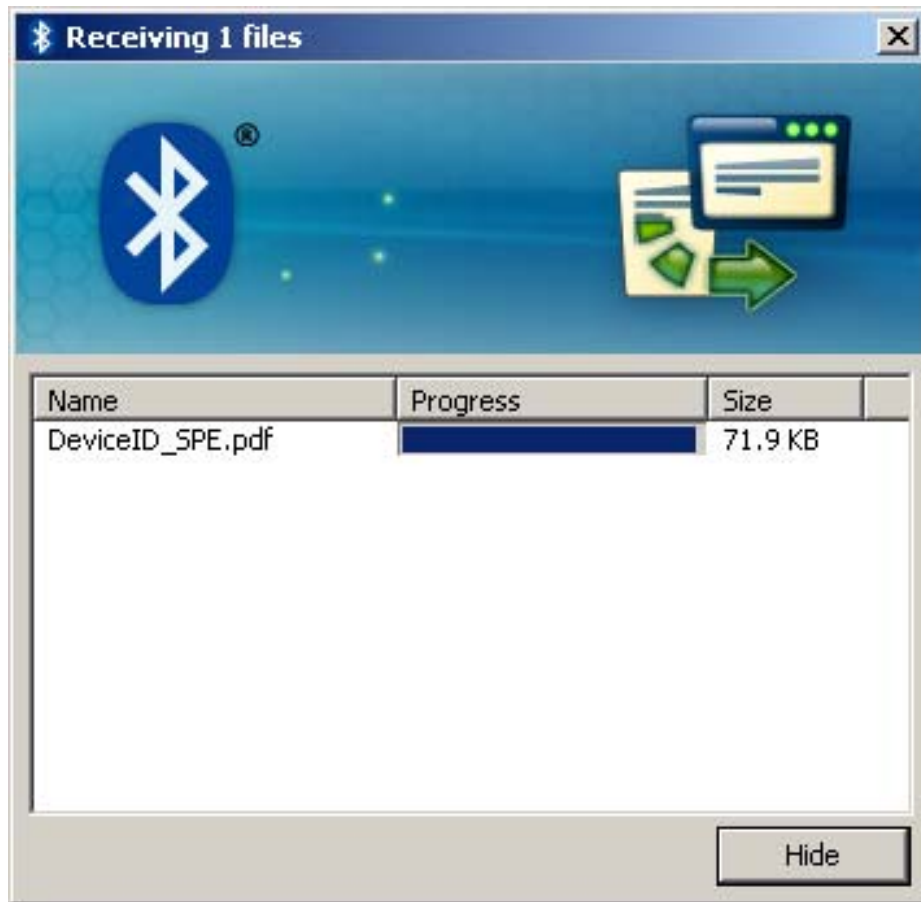 Receiving 1 files
®
Name Progress Size
DeviceID_SPE.pdf 71.9 KB
Hide